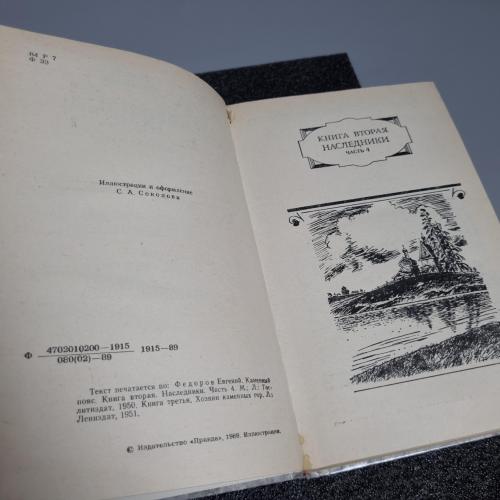 84 Р 7
Ф 33
Иллюстрации и оформление
С. А. Соколова
Ф 4702010200—1915 1915—89
080(02)—89
Текст печатается по: Федоров Евгений. Каменный
пояс. Книга вторая. Наследники. Часть 4. М.; Л.: Гос-
литиздат, 1950. Книга третья. Хозяин каменных гор. Л.:
Лениздат, 1951.
© Издательство «Правда», 1989. Иллюстрации.
КНИГА ВТОРАЯ
НАСЛЕДНИКИ
ЧАСТЬ 4